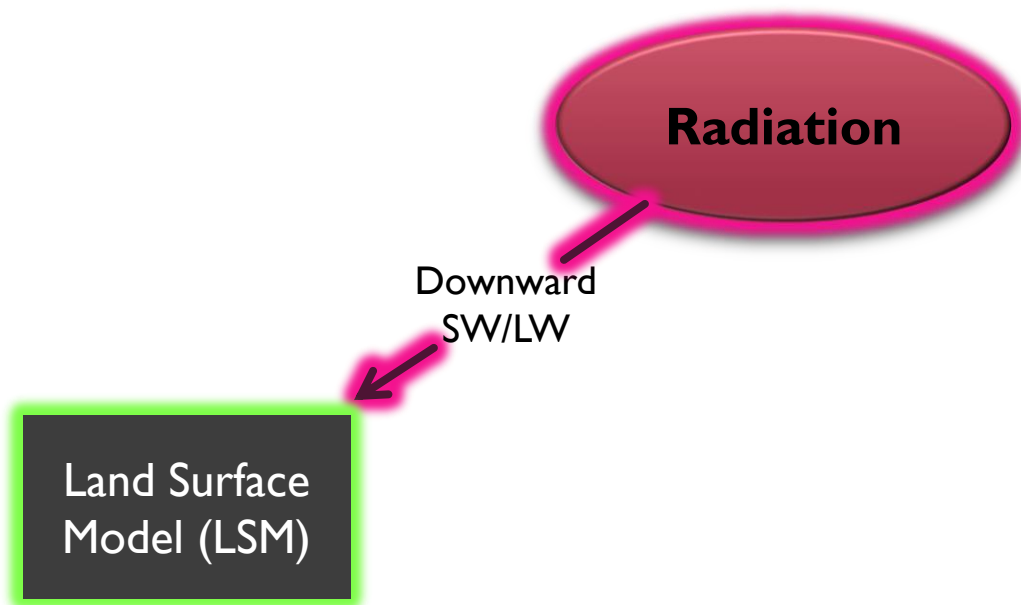 Radiation
Downward
SW/LW
Land Surface
Model (LSM)